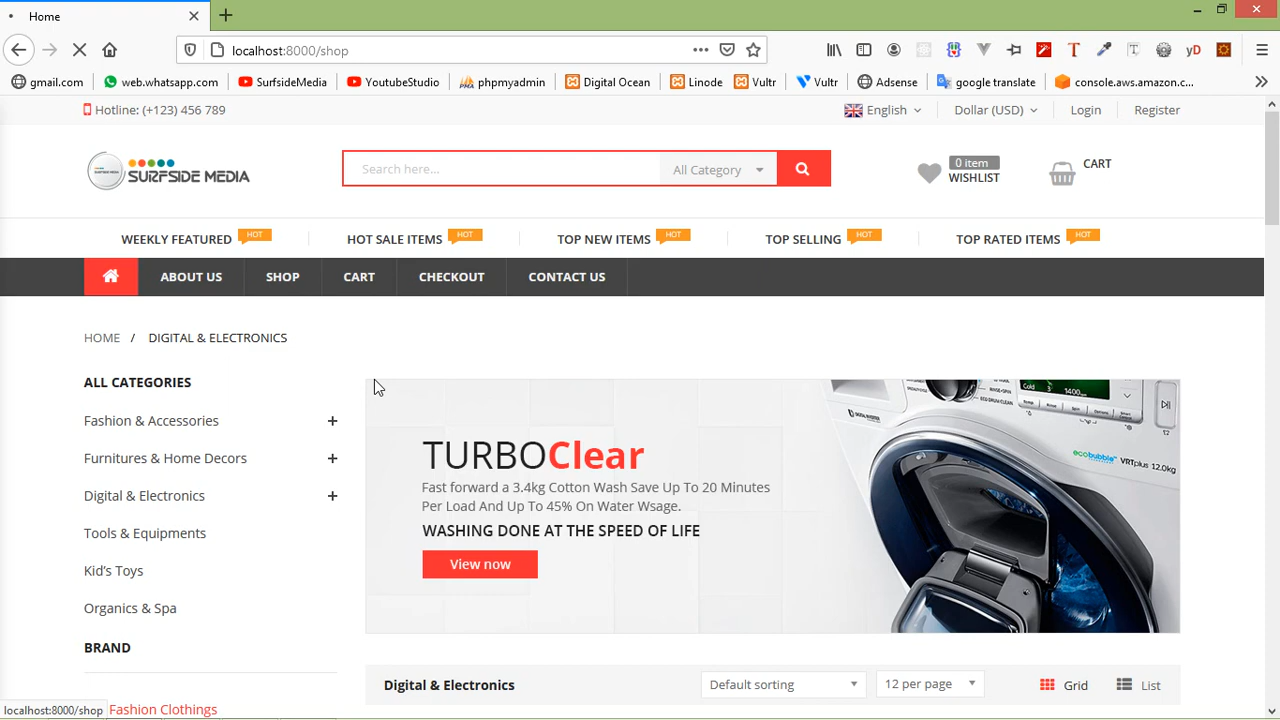 Home
localhost:8000/shop
gmail.com web.whatsapp.com SurfsideMedia YoutubeStudio phpmyadmin Digital Ocean Linode Vultr Vultr Adsense google translate console.aws.amazon.c...
Hotline: (+123) 456 789 English Dollar (USD) Login Register
SURFSIDE MEDIA Search here... All Category 0 item WISHLIST CART
WEEKLY FEATURED HOT HOT SALE ITEMS HOT TOP NEW ITEMS HOT TOP SELLING HOT TOP RATED ITEMS HOT
ABOUT US SHOP CART CHECKOUT CONTACT US
HOME / DIGITAL & ELECTRONICS
ALL CATEGORIES
Fashion & Accessories +
Furnitures & Home Decors +
Digital & Electronics +
Tools & Equipments
Kid's Toys
Organics & Spa
BRAND
Fashion Clothings
TURBOClear
Fast forward a 3.4kg Cotton Wash Save Up To 20 Minutes
Per Load And Up To 45% On Water Wsage.
WASHING DONE AT THE SPEED OF LIFE
View now
ecobubble VRTplus 12.0kg
Digital & Electronics Default sorting 12 per page Grid List
localhost:8000/shop